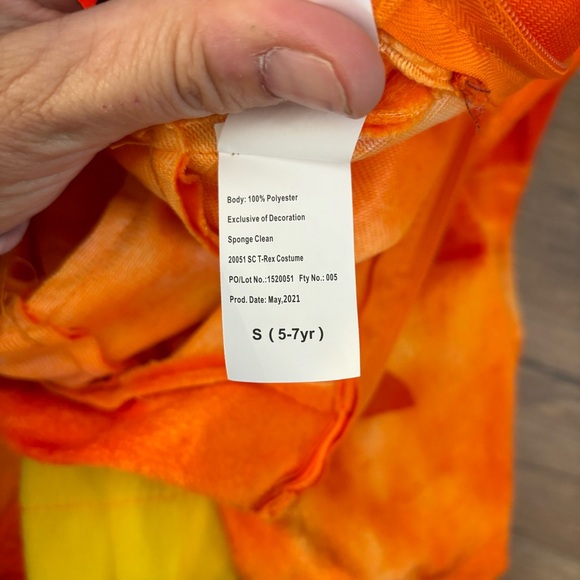 Body: 100% Polyester
Exclusive of Decoration
Sponge Clean
20051 SC T-Rex Costume
PO/Lot No.:1520051 Fty No.: 005
Prod. Date: May,2021
S ( 5-7yr )